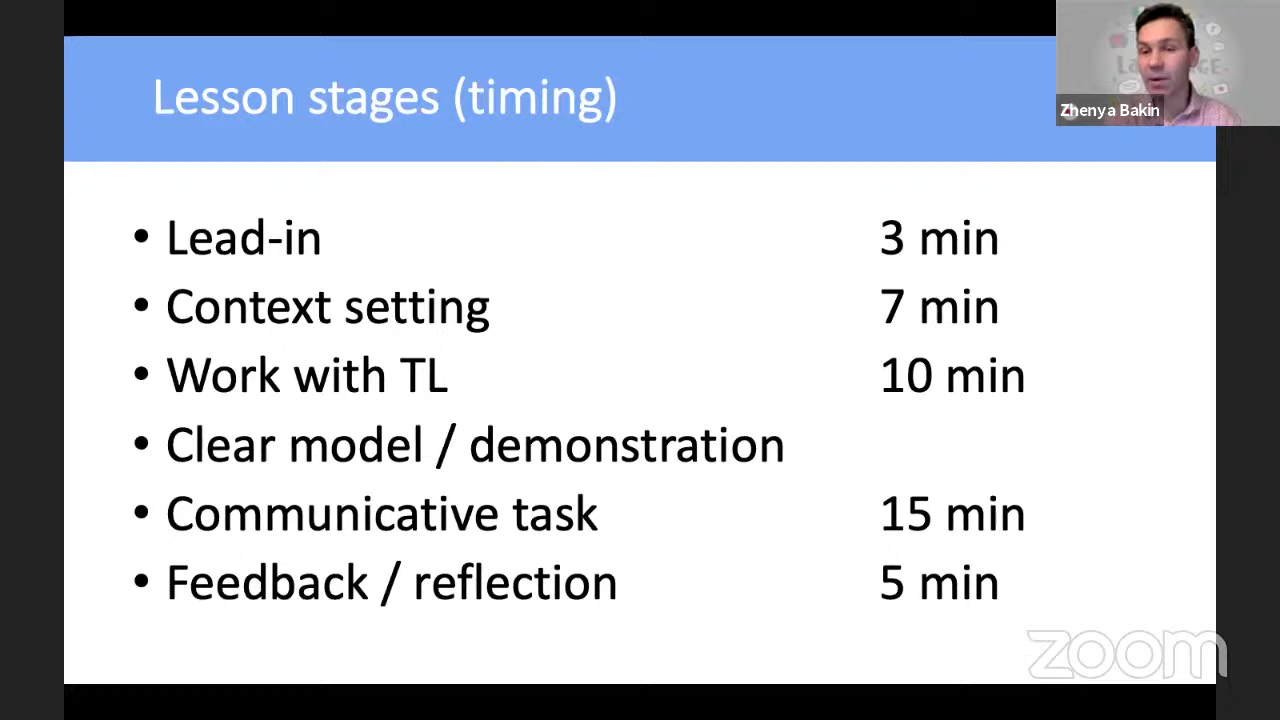 Lesson stages (timing)
Zhenya Bakin
• Lead-in 3 min
• Context setting 7 min
• Work with TL 10 min
• Clear model / demonstration
• Communicative task 15 min
• Feedback / reflection 5 min
zoom